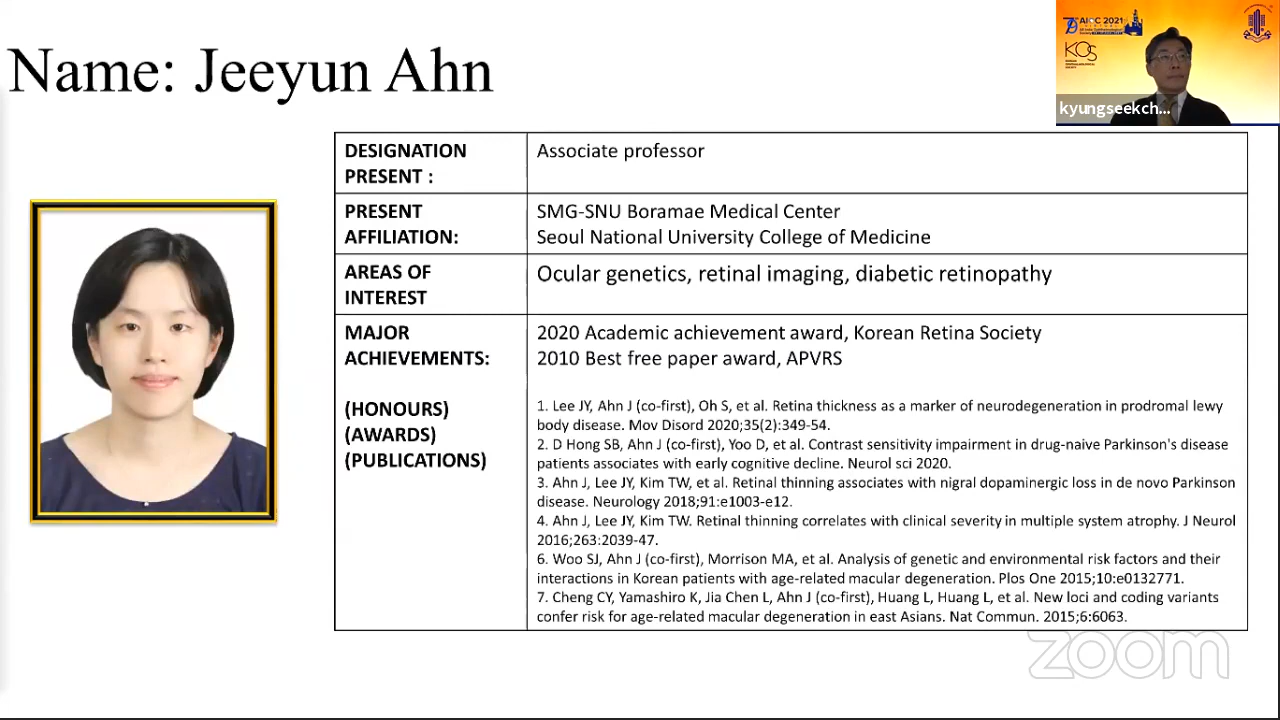 Name: Jeeyun Ahn
79 AIOC 2021
VIRTUAL
KOS
kyungseekch...
DESIGNATION
PRESENT :
Associate professor
PRESENT
AFFILIATION:
SMG-SNU Boramae Medical Center
Seoul National University College of Medicine
AREAS OF
INTEREST
Ocular genetics, retinal imaging, diabetic retinopathy
MAJOR
ACHIEVEMENTS:
(HONOURS)
(AWARDS)
(PUBLICATIONS)
2020 Academic achievement award, Korean Retina Society
2010 Best free paper award, APVRS
1. Lee JY, Ahn J (co-first), Oh S, et al. Retina thickness as a marker of neurodegeneration in prodromal lewy
body disease. Mov Disord 2020;35(2):349-54.
2. D Hong SB, Ahn J (co-first), Yoo D, et al. Contrast sensitivity impairment in drug-naive Parkinson's disease
patients associates with early cognitive decline. Neurol sci 2020.
3. Ahn J, Lee JY, Kim TW, et al. Retinal thinning associates with nigral dopaminergic loss in de novo Parkinson
disease. Neurology 2018;91:e1003-e12.
4. Ahn J, Lee JY, Kim TW. Retinal thinning correlates with clinical severity in multiple system atrophy. J Neurol
2016;263:2039-47.
6. Woo SJ, Ahn J (co-first), Morrison MA, et al. Analysis of genetic and environmental risk factors and their
interactions in Korean patients with age-related macular degeneration. Plos One 2015;10:e0132771.
7. Cheng CY, Yamashiro K, Jia Chen L, Ahn J (co-first), Huang L, Huang L, et al. New loci and coding variants
confer risk for age-related macular degeneration in east Asians. Nat Commun. 2015;6:6063.
zoom